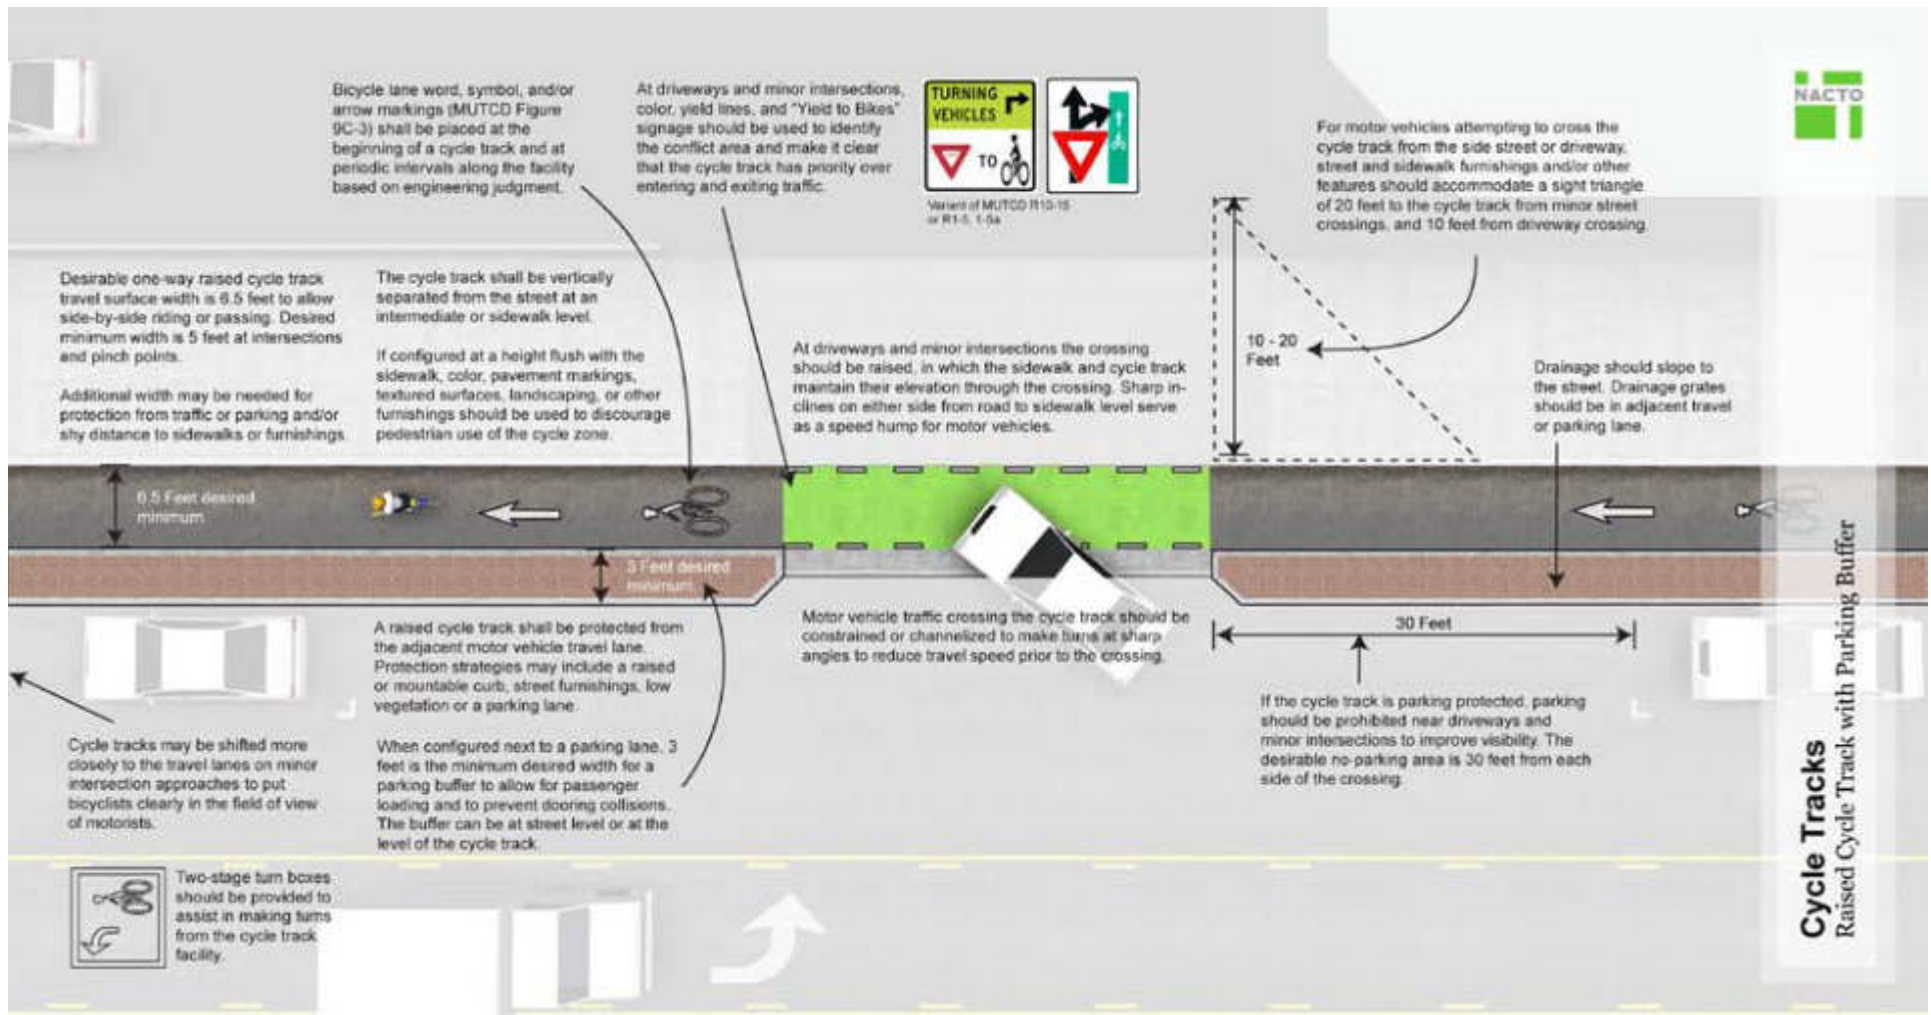 Bicycle lane word, symbol, and/or
arrow markings (MUTCD Figure
9C-3) shall be placed at the
beginning of a cycle track and at
periodic intervals along the facility
based on engineering judgment.
At driveways and minor intersections,
color, yield lines, and "Yield to Bikes"
signage should be used to identify
the conflict area and make it clear
that the cycle track has priority over
entering and exiting traffic.
TURNING
VEHICLES
TO
Variant of MUTCD R10-15
or R1-5, 1-5a
For motor vehicles attempting to cross the
cycle track from the side street or driveway,
street and sidewalk furnishings and/or other
features should accommodate a sight triangle
of 20 feet to the cycle track from minor street
crossings, and 10 feet from driveway crossing.
NACTO
Desirable one-way raised cycle track
travel surface width is 6.5 feet to allow
side-by-side riding or passing. Desired
minimum width is 5 feet at intersections
and pinch points.
Additional width may be needed for
protection from traffic or parking and/or
shy distance to sidewalks or furnishings.
The cycle track shall be vertically
separated from the street at an
intermediate or sidewalk level.
If configured at a height flush with the
sidewalk, color, pavement markings,
textured surfaces, landscaping, or other
furnishings should be used to discourage
pedestrian use of the cycle zone.
At driveways and minor intersections the crossing
should be raised, in which the sidewalk and cycle track
maintain their elevation through the crossing. Sharp in-
clines on either side from road to sidewalk level serve
as a speed hump for motor vehicles.
10 - 20
Feet
Drainage should slope to
the street. Drainage grates
should be in adjacent travel
or parking lane.
6.5 Feet desired
minimum
3 Feet desired
minimum
A raised cycle track shall be protected from
the adjacent motor vehicle travel lane.
Protection strategies may include a raised
or mountable curb, street furnishings, low
vegetation or a parking lane.
When configured next to a parking lane, 3
feet is the minimum desired width for a
parking buffer to allow for passenger
loading and to prevent dooring collisions.
The buffer can be at street level or at the
level of the cycle track.
Motor vehicle traffic crossing the cycle track should be
constrained or channelized to make turns at sharp
angles to reduce travel speed prior to the crossing.
30 Feet
If the cycle track is parking protected, parking
should be prohibited near driveways and
minor intersections to improve visibility. The
desirable no-parking area is 30 feet from each
side of the crossing.
Cycle tracks may be shifted more
closely to the travel lanes on minor
intersection approaches to put
bicyclists clearly in the field of view
of motorists.
Two-stage turn boxes
should be provided to
assist in making turns
from the cycle track
facility.
Cycle Tracks
Raised Cycle Track with Parking Buffer